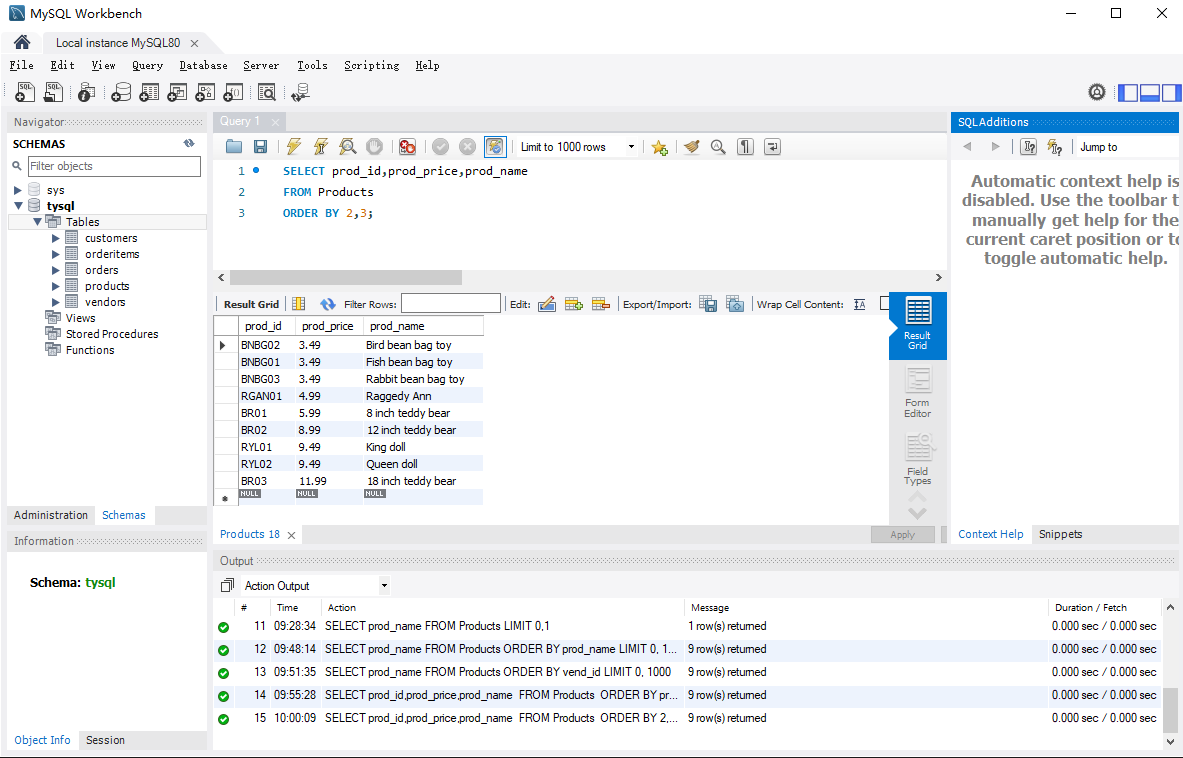 MySQL Workbench
Local instance MySQL80
File Edit View Query Database Server Tools Scripting Help
Navigator
SCHEMAS
Filter objects
sys
tysql
Tables
customers
orderitems
orders
products
vendors
Views
Stored Procedures
Functions
Administration Schemas
Information
Schema: tysql
Object Info Session
Query 1
Limit to 1000 rows
1 SELECT prod_id,prod_price,prod_name
2 FROM Products
3 ORDER BY 2,3;
Result Grid Filter Rows: Edit: Export/Import: Wrap Cell Content:
prod_id prod_price prod_name
BNBG02 3.49 Bird bean bag toy
BNBG01 3.49 Fish bean bag toy
BNBG03 3.49 Rabbit bean bag toy
RGAN01 4.99 Raggedy Ann
BR01 5.99 8 inch teddy bear
BR02 8.99 12 inch teddy bear
RYL01 9.49 King doll
RYL02 9.49 Queen doll
BR03 11.99 18 inch teddy bear
NULL NULL NULL
Result
Grid
Form
Editor
Field
Types
Products 18 Apply
SQLAdditions
Jump to
Automatic context help is
disabled. Use the toolbar t
manually get help for the
current caret position or to
toggle automatic help.
Context Help Snippets
Output
Action Output
# Time Action Message Duration / Fetch
11 09:28:34 SELECT prod_name FROM Products LIMIT 0,1 1 row(s) returned 0.000 sec / 0.000 sec
12 09:48:14 SELECT prod_name FROM Products ORDER BY prod_name LIMIT 0, 1... 9 row(s) returned 0.000 sec / 0.000 sec
13 09:51:35 SELECT prod_name FROM Products ORDER BY vend_id LIMIT 0, 1000 9 row(s) returned 0.000 sec / 0.000 sec
14 09:55:28 SELECT prod_id,prod_price,prod_name FROM Products ORDER BY pr... 9 row(s) returned 0.000 sec / 0.000 sec
15 10:00:09 SELECT prod_id,prod_price,prod_name FROM Products ORDER BY 2,... 9 row(s) returned 0.000 sec / 0.000 sec